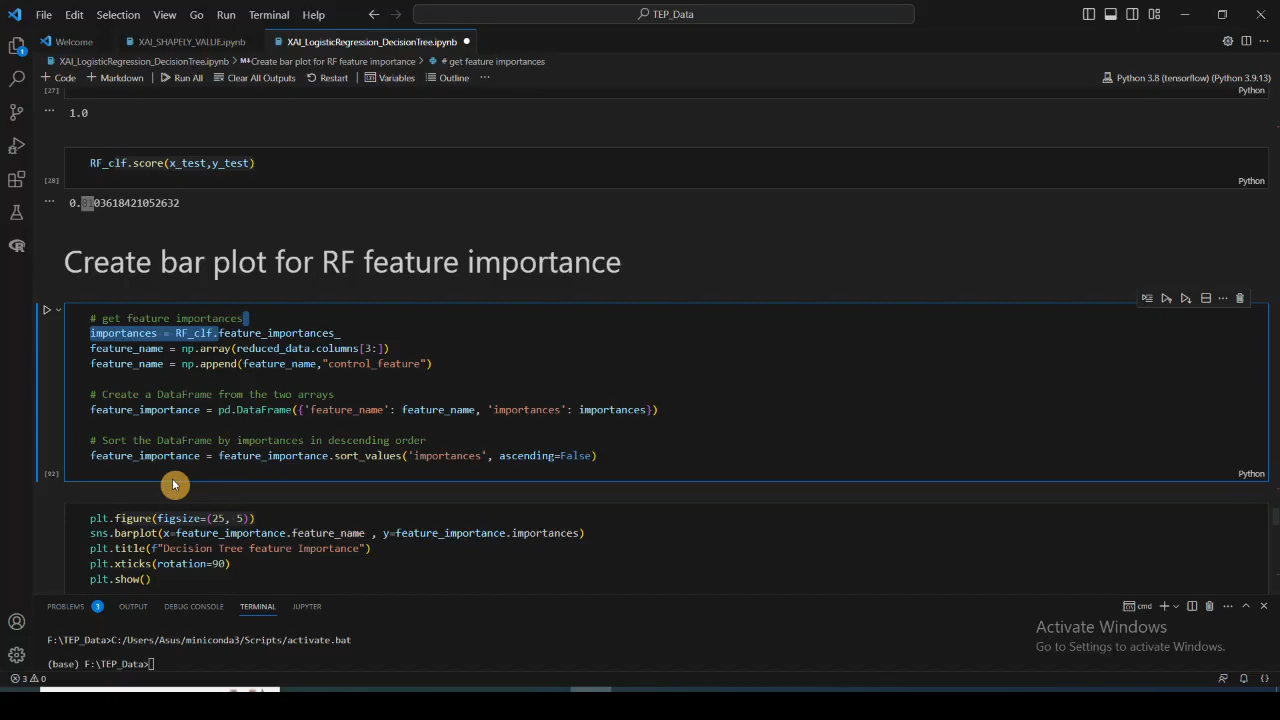 File Edit Selection View Go Run Terminal Help
TEP_Data
Welcome XAI_SHAPELY_VALUE.ipynb XAI_LogisticRegression_DecisionTree.ipynb
XAI_LogisticRegression_DecisionTree.ipynb > M↓Create bar plot for RF feature importance > # get feature importances
+ Code + Markdown Run All Clear All Outputs Restart Variables Outline ... Python 3.8 (tensorflow) (Python 3.9.13)
[27] Python
... 1.0
RF_clf.score(x_test,y_test)
[28] Python
... 0.8103618421052632
Create bar plot for RF feature importance
# get feature importances
importances = RF_clf.feature_importances_
feature_name = np.array(reduced_data.columns[3:])
feature_name = np.append(feature_name,"control_feature")
# Create a DataFrame from the two arrays
feature_importance = pd.DataFrame({'feature_name': feature_name, 'importances': importances})
# Sort the DataFrame by importances in descending order
feature_importance = feature_importance.sort_values('importances', ascending=False)
[92] Python
plt.figure(figsize=(25, 5))
sns.barplot(x=feature_importance.feature_name , y=feature_importance.importances)
plt.title(f"Decision Tree feature Importance")
plt.xticks(rotation=90)
plt.show()
PROBLEMS 3 OUTPUT DEBUG CONSOLE TERMINAL JUPYTER cmd
F:\TEP_Data>C:/Users/Asus/miniconda3/Scripts/activate.bat
(base) F:\TEP_Data>
Activate Windows
Go to Settings to activate Windows.
3 0